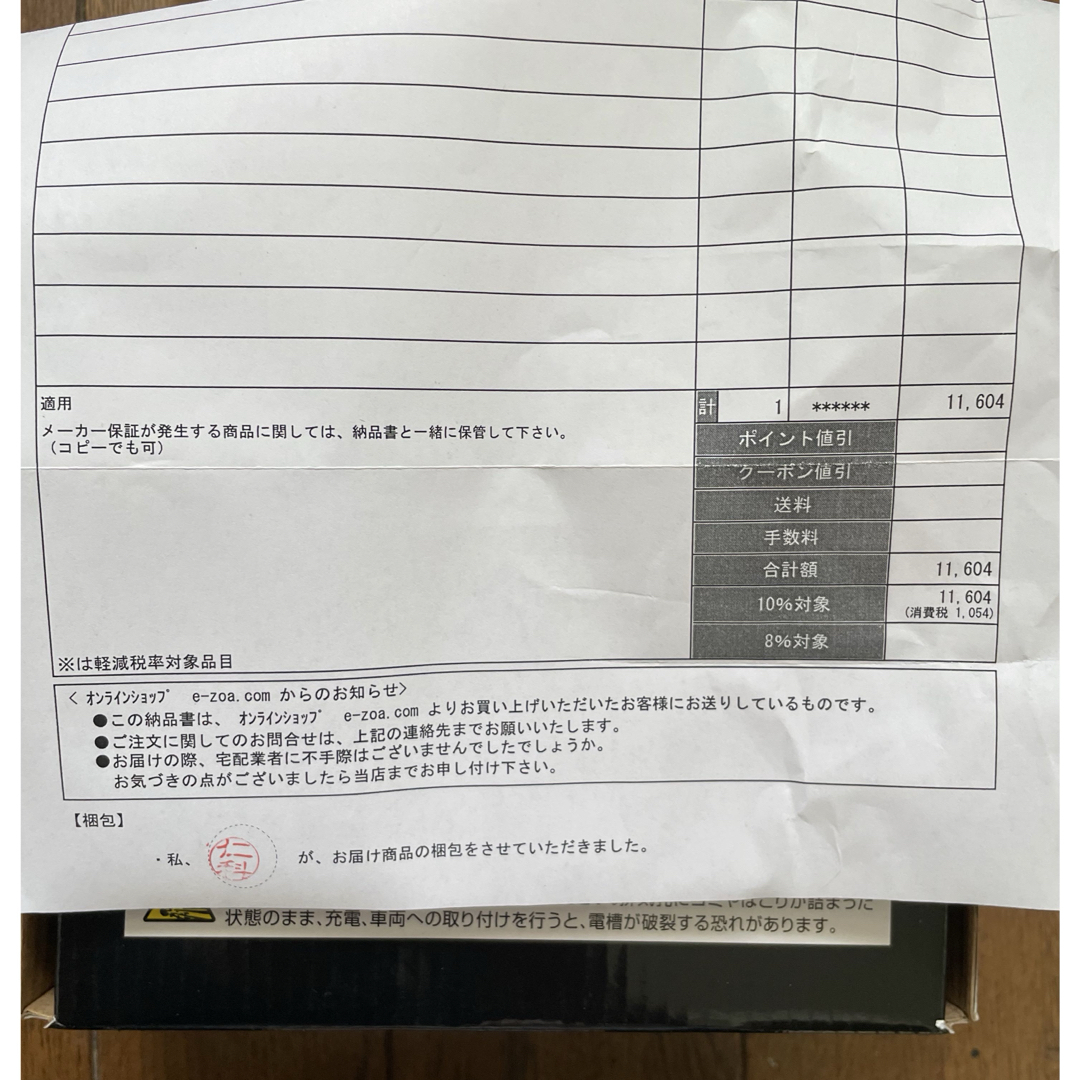 適用
計 1 ****** 11,604
メーカー保証が発生する商品に関しては、納品書と一緒に保管して下さい。
（コピーでも可）
ポイント値引
クーポン値引
送料
手数料
合計額 11,604
10%対象 11,604
(消費税 1,054)
8%対象
※は軽減税率対象品目
< ｵﾝﾗｲﾝｼｮｯﾌﾟ e-zoa.com からのお知らせ>
●この納品書は、 ｵﾝﾗｲﾝｼｮｯﾌﾟ e-zoa.com よりお買い上げいただいたお客様にお送りしているものです。
●ご注文に関してのお問合せは、上記の連絡先までお願いいたします。
●お届けの際、宅配業者に不手際はございませんでしたでしょうか。
お気づきの点がございましたら当店までお申し付け下さい。
【梱包】
・私、 仁科 が、お届け商品の梱包をさせていただきました。
にゴミやほこりが詰まった
状態のまま、充電、車両への取り付けを行うと、電槽が破裂する恐れがあります。